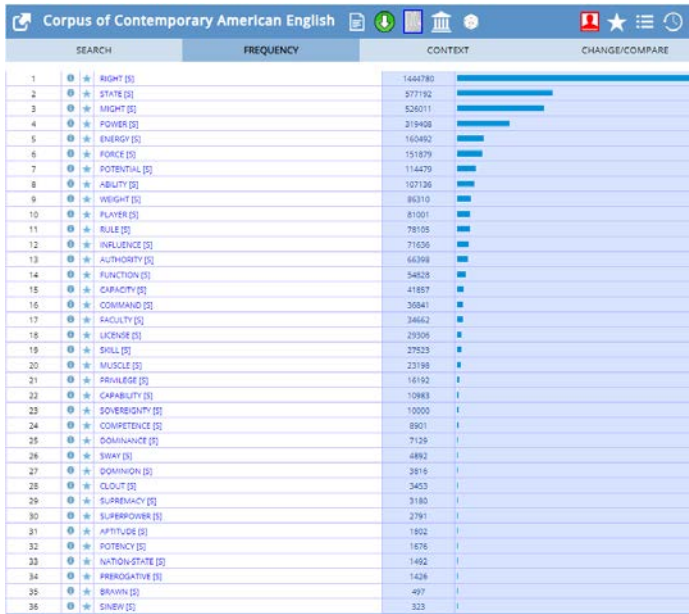 Corpus of Contemporary American English
SEARCH FREQUENCY CONTEXT CHANGE/COMPARE
1 RIGHT [S] 1444780
2 STATE [S] 577192
3 MIGHT [S] 526011
4 POWER [S] 319408
5 ENERGY [S] 160492
6 FORCE [S] 151879
7 POTENTIAL [S] 114479
8 ABILITY [S] 107136
9 WEIGHT [S] 86310
10 PLAYER [S] 81001
11 RULE [S] 78105
12 INFLUENCE [S] 71636
13 AUTHORITY [S] 66398
14 FUNCTION [S] 54828
15 CAPACITY [S] 41857
16 COMMAND [S] 36841
17 FACULTY [S] 34662
18 LICENSE [S] 29306
19 SKILL [S] 27523
20 MUSCLE [S] 23198
21 PRIVILEGE [S] 16192
22 CAPABILITY [S] 10983
23 SOVEREIGNTY [S] 10000
24 COMPETENCE [S] 8901
25 DOMINANCE [S] 7129
26 SWAY [S] 4892
27 DOMINION [S] 3816
28 CLOUT [S] 3453
29 SUPREMACY [S] 3180
30 SUPERPOWER [S] 2791
31 APTITUDE [S] 1802
32 POTENCY [S] 1676
33 NATION-STATE [S] 1492
34 PREROGATIVE [S] 1426
35 BRAWN [S] 497
36 SINEW [S] 323